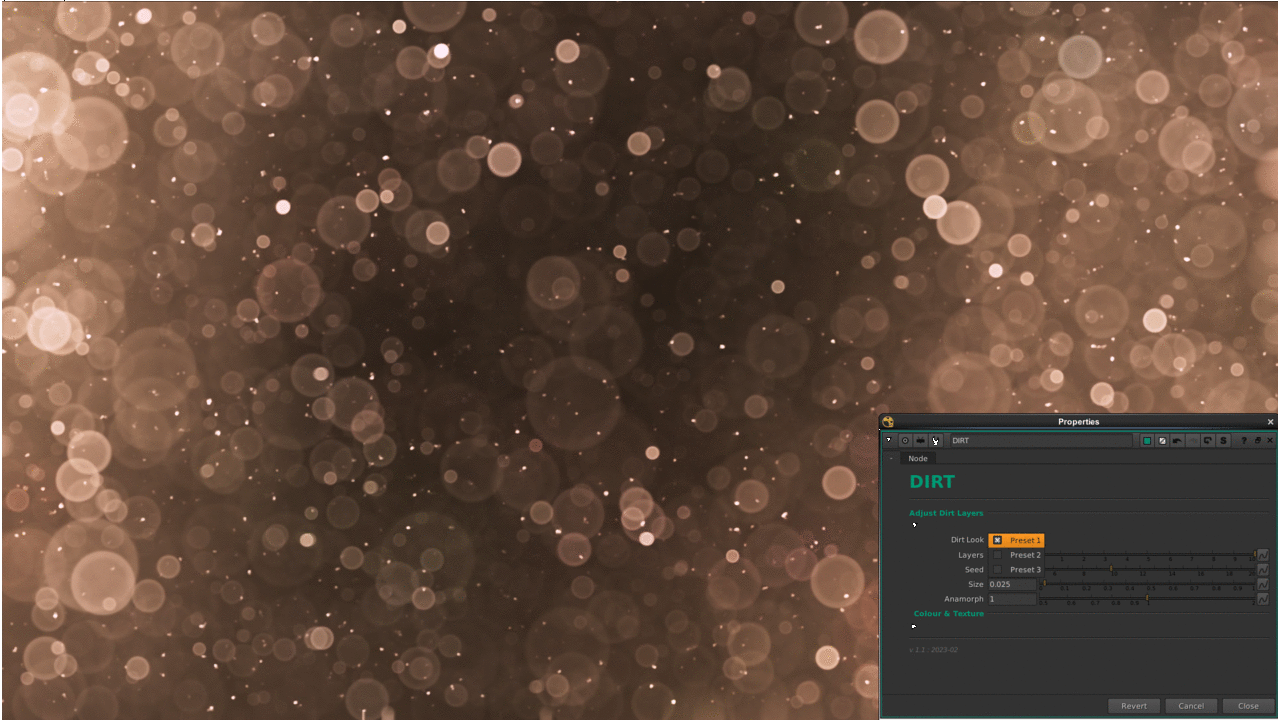 Properties
DIRT
S ?
- Node
DIRT
Adjust Dirt Layers
Dirt Look Preset 1
Layers Preset 2
Seed Preset 3
Size 0.025
Anamorph 1
Colour & Texture
v 1.1 : 2023-02
Revert Cancel Close